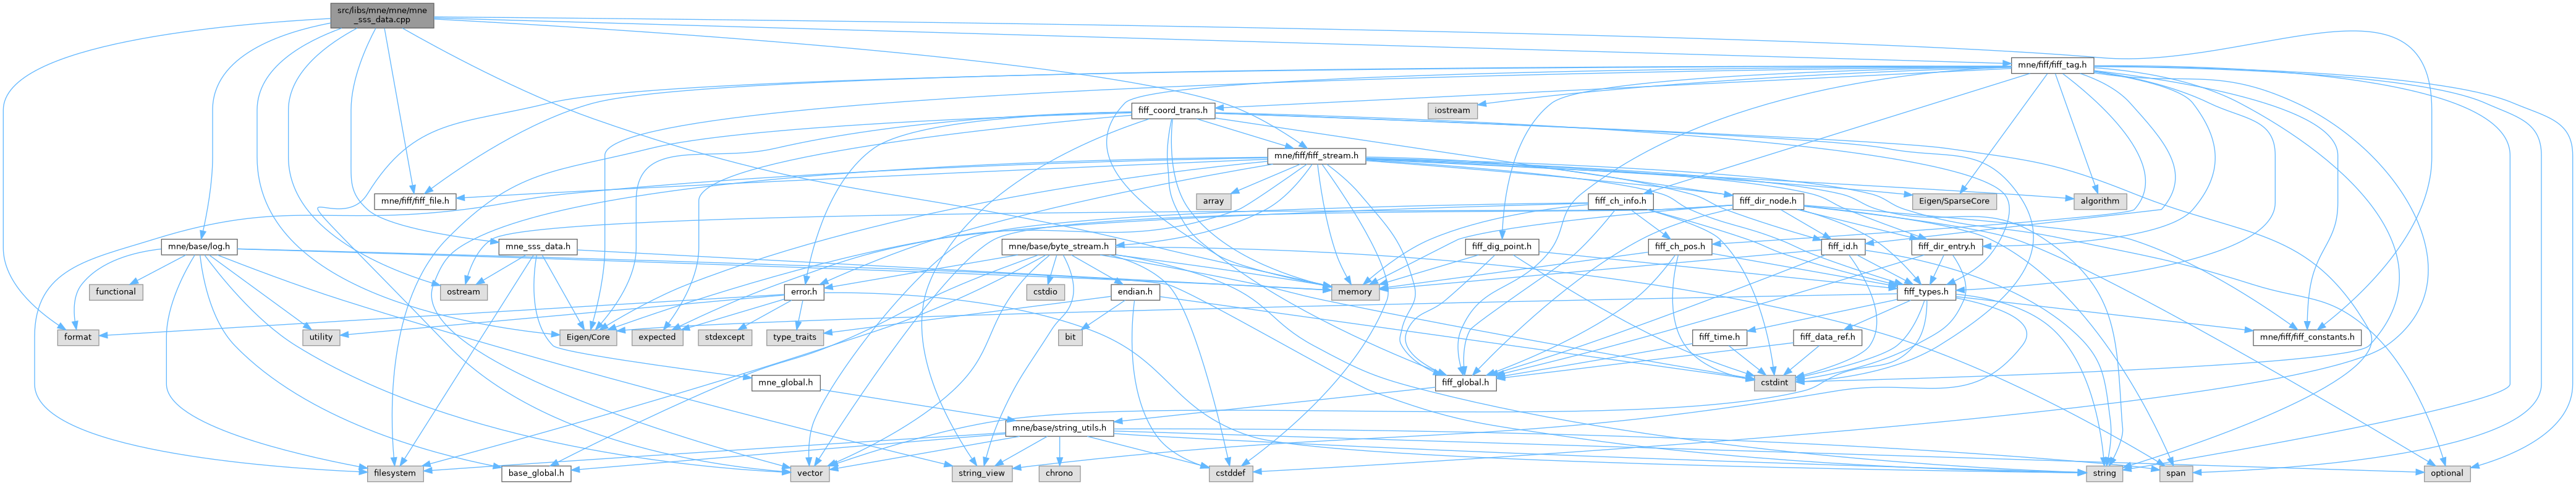 src/libs/mne/mne/mne
_sss_data.cpp
mne/fiff/fiff_tag.h
iostream
fiff_coord_trans.h
mne/fiff/fiff_stream.h
mne/fiff/fiff_file.h
array
fiff_ch_info.h
fiff_dir_node.h
Eigen/SparseCore
algorithm
mne/base/log.h
mne_sss_data.h
mne/base/byte_stream.h
fiff_dig_point.h
fiff_ch_pos.h
fiff_id.h
fiff_dir_entry.h
functional
ostream
error.h
cstdio
endian.h
memory
fiff_types.h
format
utility
Eigen/Core
expected
stdexcept
type_traits
bit
fiff_time.h
fiff_data_ref.h
mne/fiff/fiff_constants.h
mne_global.h
fiff_global.h
cstdint
mne/base/string_utils.h
filesystem
base_global.h
vector
string_view
chrono
cstddef
string
span
optional